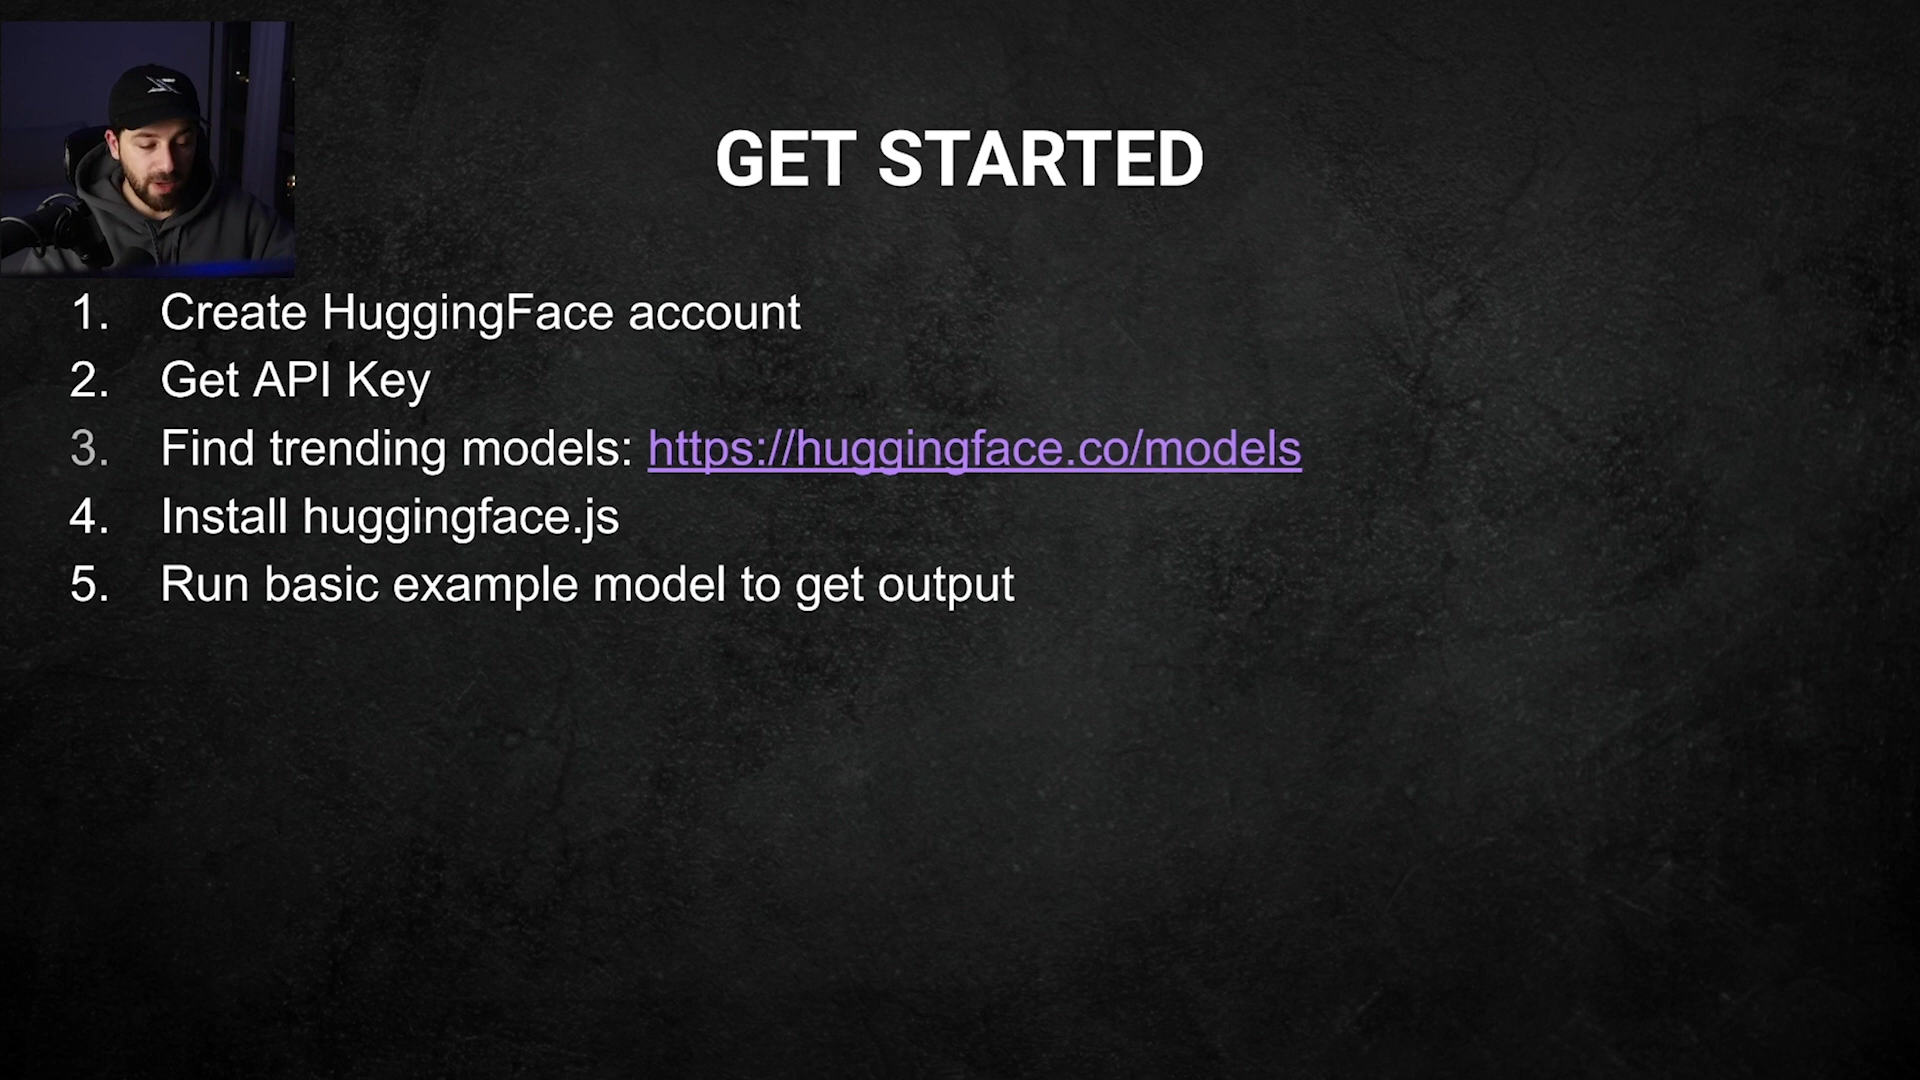 GET STARTED
1. Create HuggingFace account
2. Get API Key
3. Find trending models: https://huggingface.co/models
4. Install huggingface.js
5. Run basic example model to get output